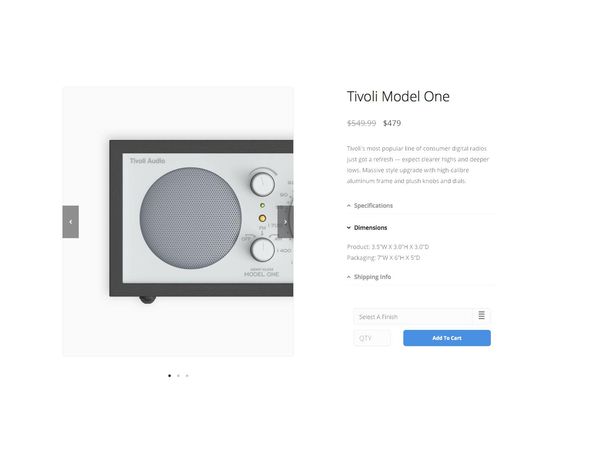 Tivoli Model One
$549.99 $479
Tivoli's most popular line of consumer digital radios
just got a refresh — expect clearer highs and deeper
lows. Massive style upgrade with high-calibre
aluminum frame and plush knobs and dials.
Specifications
Dimensions
Product: 3.5"W X 3.0"H X 3.0"D
Packaging: 7"W X 6"H X 5"D
Shipping Info
Select A Finish
QTY
Add To Cart
Tivoli Audio
FM
OFF
HENRY KLOSS
MODEL ONE